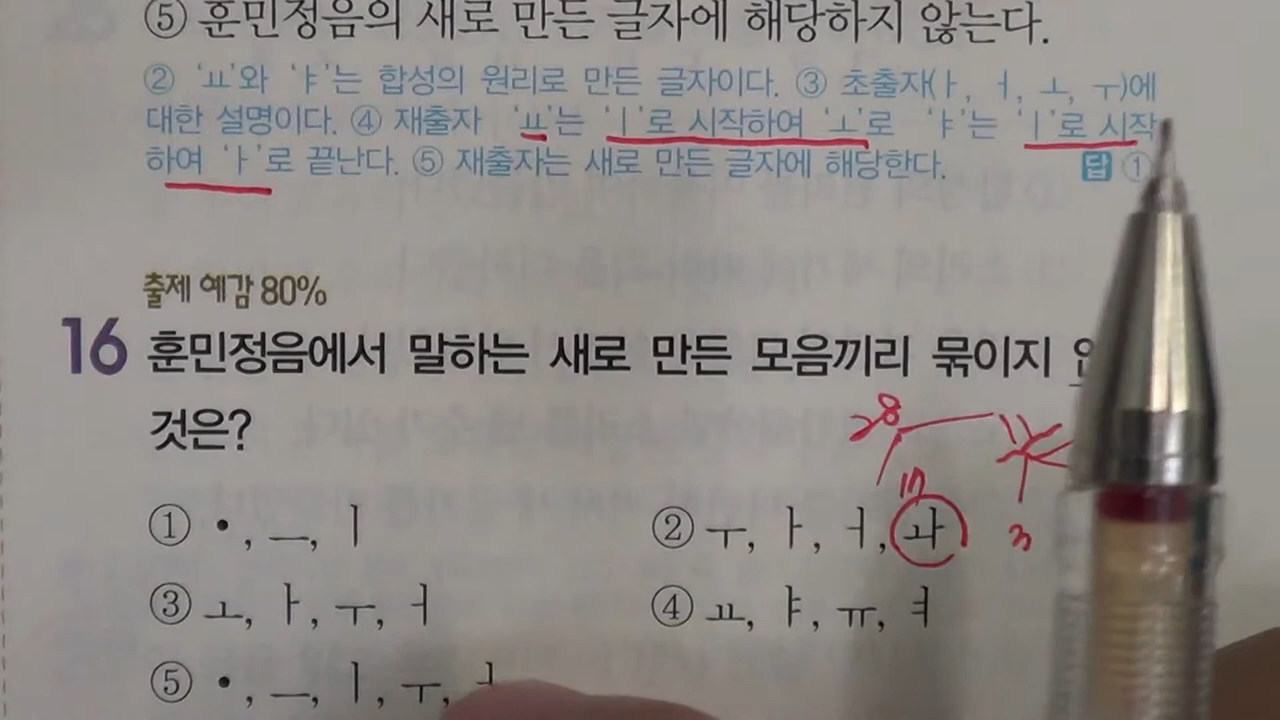 ⑤ 훈민정음의 새로 만든 글자에 해당하지 않는다.
② ‘ㅛ’와 ‘ㅑ’는 합성의 원리로 만든 글자이다. ③ 초출자(ㅏ, ㅓ, ㅗ, ㅜ)에
대한 설명이다. ④ 재출자 ‘ㅛ’는 ‘ㅣ’로 시작하여 ‘ㅗ’로 ‘ㅑ’는 ‘ㅣ’로 시작
하여 ‘ㅏ’로 끝난다. ⑤ 재출자는 새로 만든 글자에 해당한다. 답 ①
출제 예감 80%
16 훈민정음에서 말하는 새로 만든 모음끼리 묶이지
것은?
28
17
① •, ㅡ, ㅣ ② ㅜ, ㅏ, ㅓ, ㅘ
3
③ ㅗ, ㅏ, ㅜ, ㅓ ④ ㅛ, ㅑ, ㅠ, ㅕ
⑤ •, ㅡ, ㅣ, ㅜ,